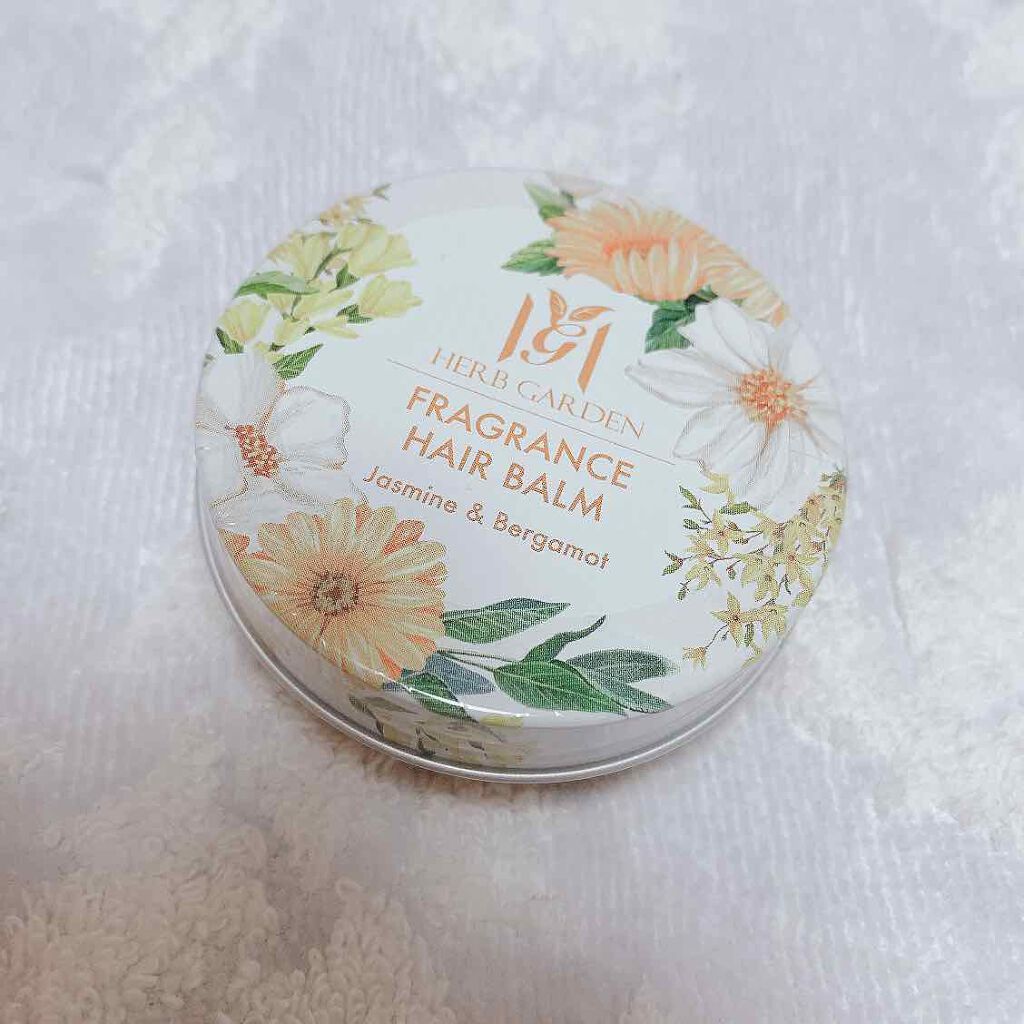 HERB GARDEN
FRAGRANCE
HAIR BALM
Jasmine & Bergamot